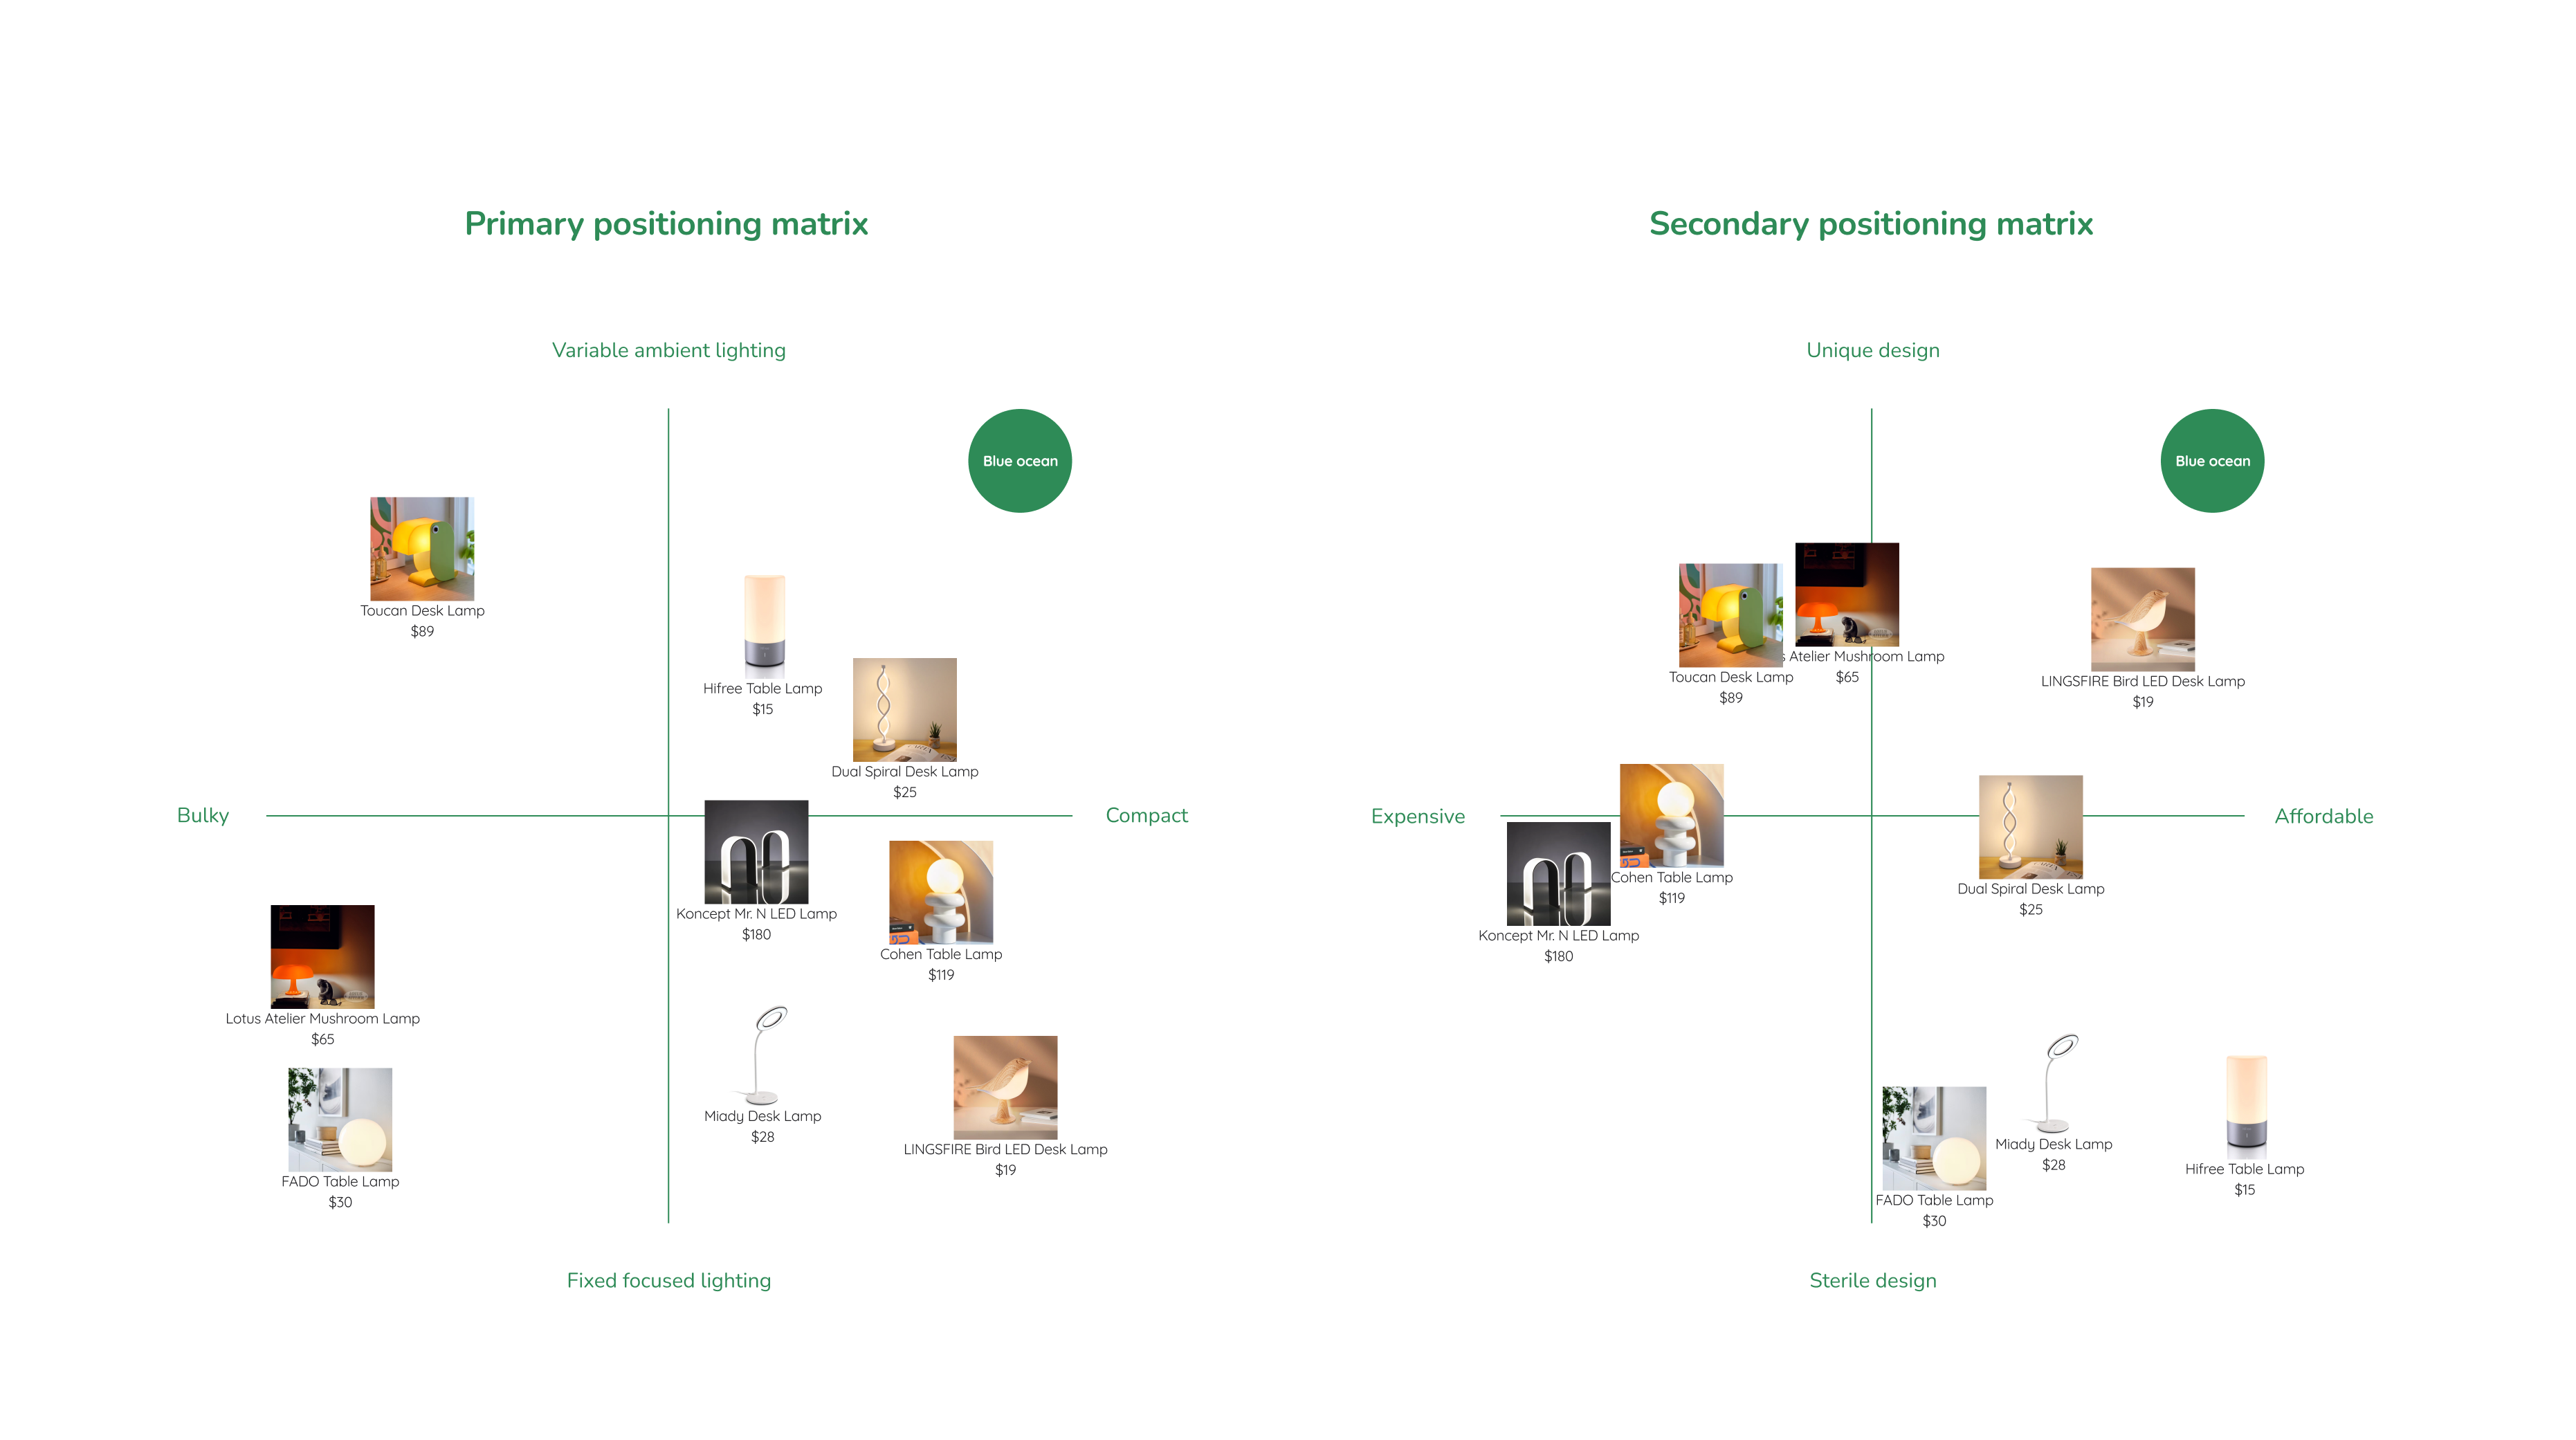 Primary positioning matrix
Variable ambient lighting
Blue ocean
Toucan Desk Lamp
$89
Hifree Table Lamp
$15
Dual Spiral Desk Lamp
$25
Bulky
Compact
Koncept Mr. N LED Lamp
$180
Cohen Table Lamp
$119
Lotus Atelier Mushroom Lamp
$65
Miady Desk Lamp
$28
LINGSFIRE Bird LED Desk Lamp
$19
FADO Table Lamp
$30
Fixed focused lighting
Secondary positioning matrix
Unique design
Blue ocean
s Atelier Mushroom Lamp
$65
Toucan Desk Lamp
$89
LINGSFIRE Bird LED Desk Lamp
$19
Expensive
Affordable
Cohen Table Lamp
$119
Dual Spiral Desk Lamp
$25
Koncept Mr. N LED Lamp
$180
Miady Desk Lamp
$28
Hifree Table Lamp
$15
FADO Table Lamp
$30
Sterile design